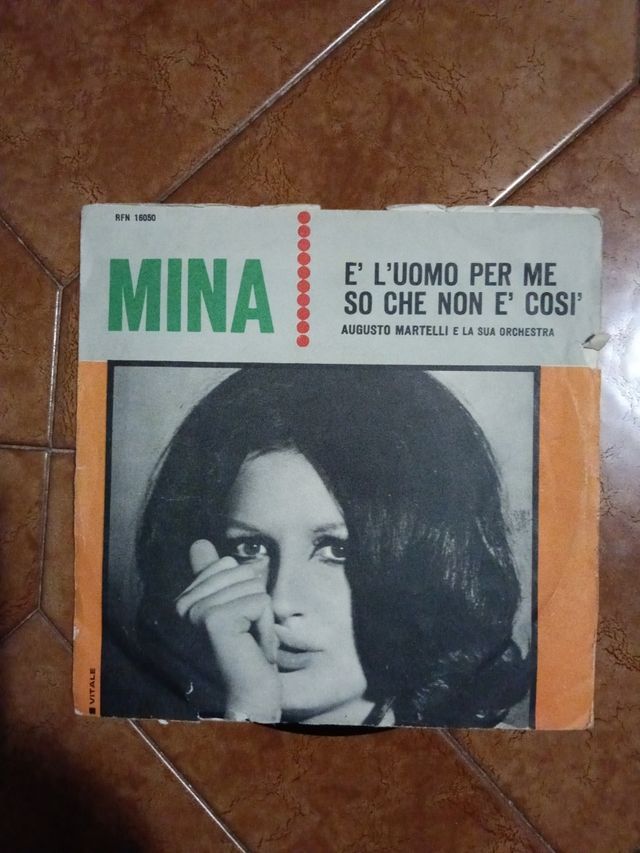 RFN 16050
MINA
E' L'UOMO PER ME
SO CHE NON E' COSI'
AUGUSTO MARTELLI E LA SUA ORCHESTRA
VITALE